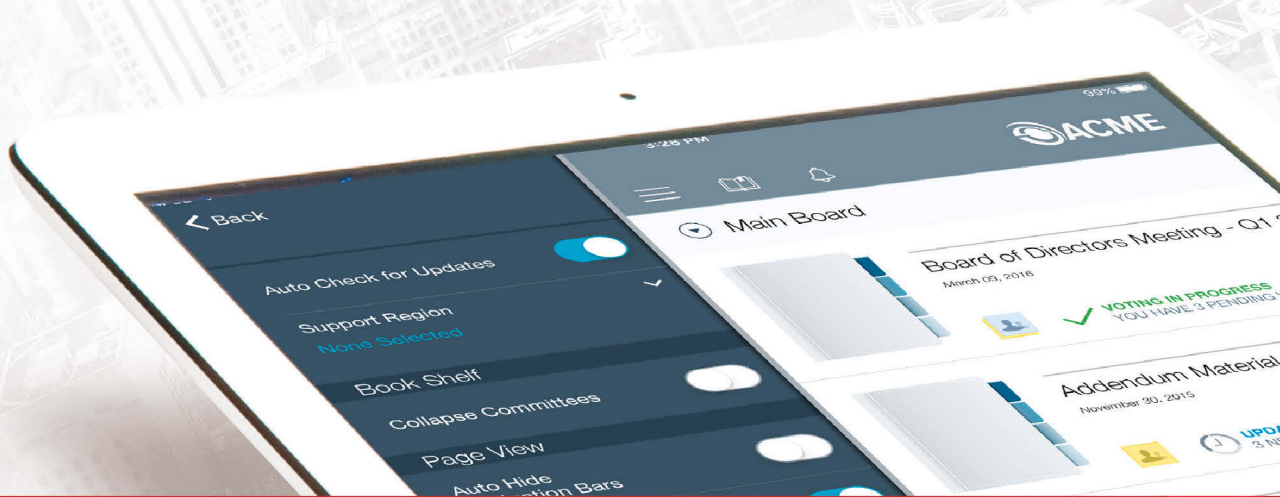 3:28 PM
99%
ACME
Back
Main Board
Auto Check for Updates
Board of Directors Meeting - Q1
March 09, 2016
Support Region
None Selected
VOTING IN PROGRESS
YOU HAVE 3 PENDING
Book Shelf
Collapse Committees
Addendum Material
November 30, 2015
Page View
Auto Hide
Bars
3